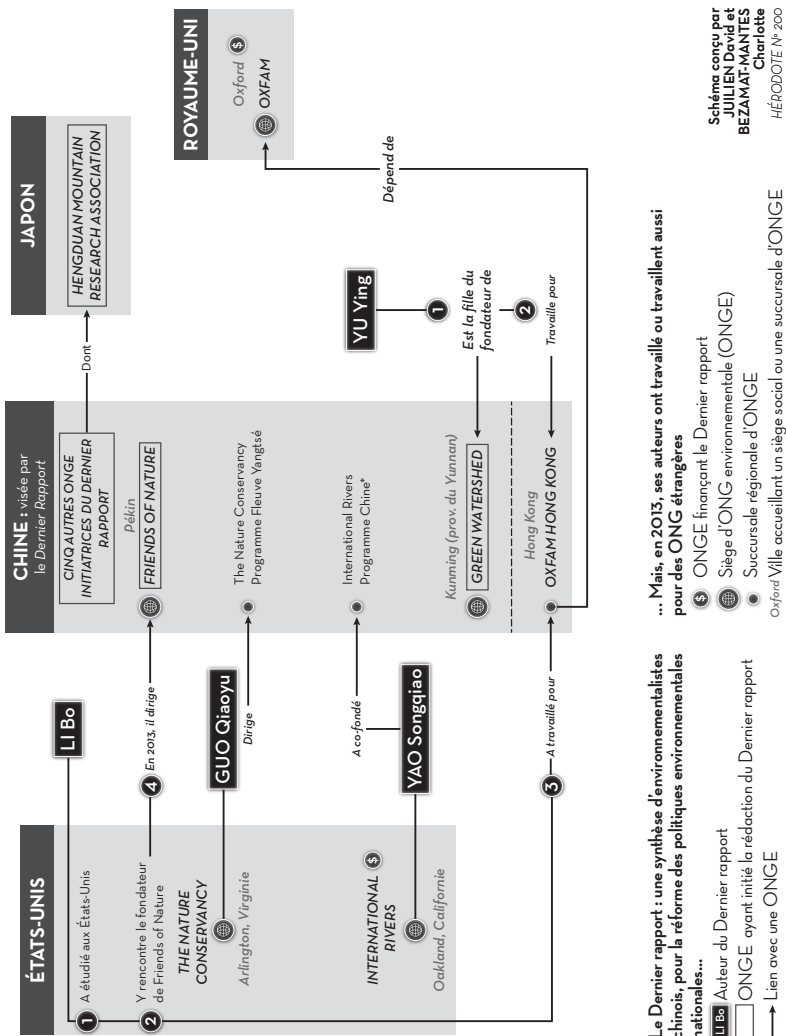 ÉTATS-UNIS
1 A étudié aux États-Unis
2 Y rencontre le fondateur
de Friends of Nature
THE NATURE
CONSERVANCY
Arlington, Virginie
INTERNATIONAL $
RIVERS
Oakland, Californie
LI Bo
4 En 2013, il dirige
GUO Qiaoyu
Dirige
A co-fondé
YAO Songqiao
3 A travaillé pour
CHINE : visée par
le Dernier Rapport
CINQ AUTRES ONGE
INITIATRICES DU DERNIER
RAPPORT
Pékin
FRIENDS OF NATURE
The Nature Conservancy
Programme Fleuve Yangtsé
International Rivers
Programme Chine*
Kunming (prov. du Yunnan)
GREEN WATERSHED
Hong Kong
OXFAM HONG KONG
Dont
JAPON
HENGDUAN MOUNTAIN
RESEARCH ASSOCIATION
YU Ying
1
Est la fille du
fondateur de
2
Travaille pour
ROYAUME-UNI
Oxford $
OXFAM
Dépend de
Le Dernier rapport : une synthèse d'environnementalistes
chinois, pour la réforme des politiques environnementales
nationales...
LI Bo Auteur du Dernier rapport
ONGE ayant initié la rédaction du Dernier rapport
Lien avec une ONGE
... Mais, en 2013, ses auteurs ont travaillé ou travaillent aussi
pour des ONG étrangères
$ ONGE finançant le Dernier rapport
Siège d'ONG environnementale (ONGE)
Succursale régionale d'ONGE
Oxford Ville accueillant un siège social ou une succursale d'ONGE
Schéma conçu par
JUILIEN David et
BEZAMAT-MANTES
Charlotte
HÉRODOTE N° 200